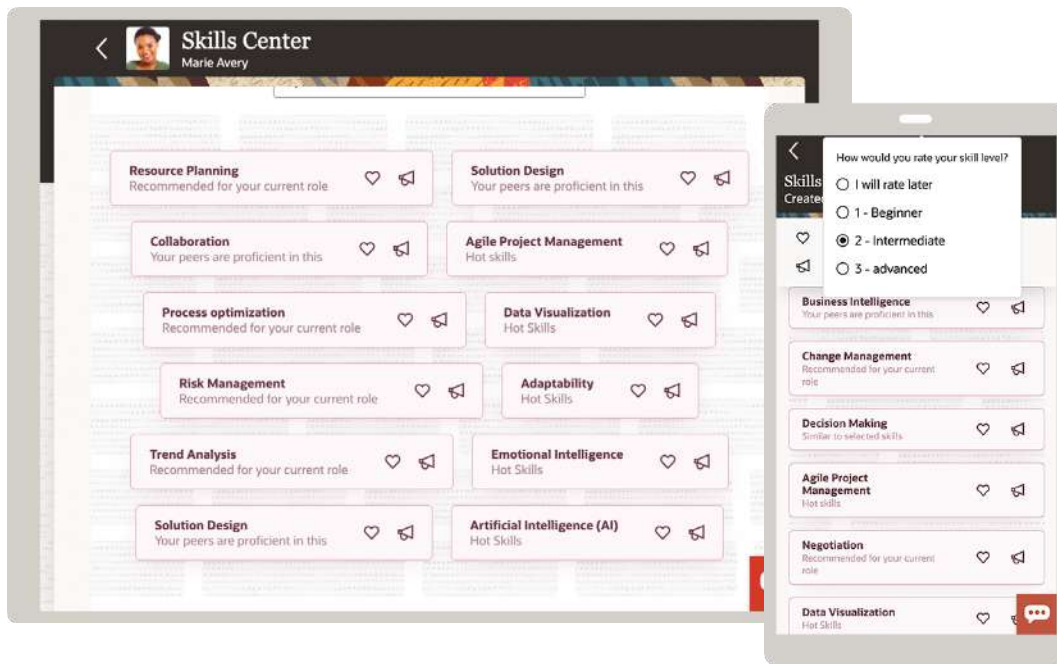 Skills Center
Marie Avery
Resource Planning
Recommended for your current role
Solution Design
Your peers are proficient in this
Collaboration
Your peers are proficient in this
Agile Project Management
Hot skills
Process optimization
Recommended for your current role
Data Visualization
Hot Skills
Risk Management
Recommended for your current role
Adaptability
Hot Skills
Trend Analysis
Recommended for your current role
Emotional Intelligence
Hot Skills
Solution Design
Your peers are proficient in this
Artificial Intelligence (AI)
Hot Skills
Skills
Create
How would you rate your skill level?
I will rate later
1 - Beginner
2 - Intermediate
3 - advanced
Business Intelligence
Your peers are proficient in this
Change Management
Recommended for your current
role
Decision Making
Similar to selected skills
Agile Project
Management
Hot skills
Negotiation
Recommended for your current
role
Data Visualization
Hot Skills